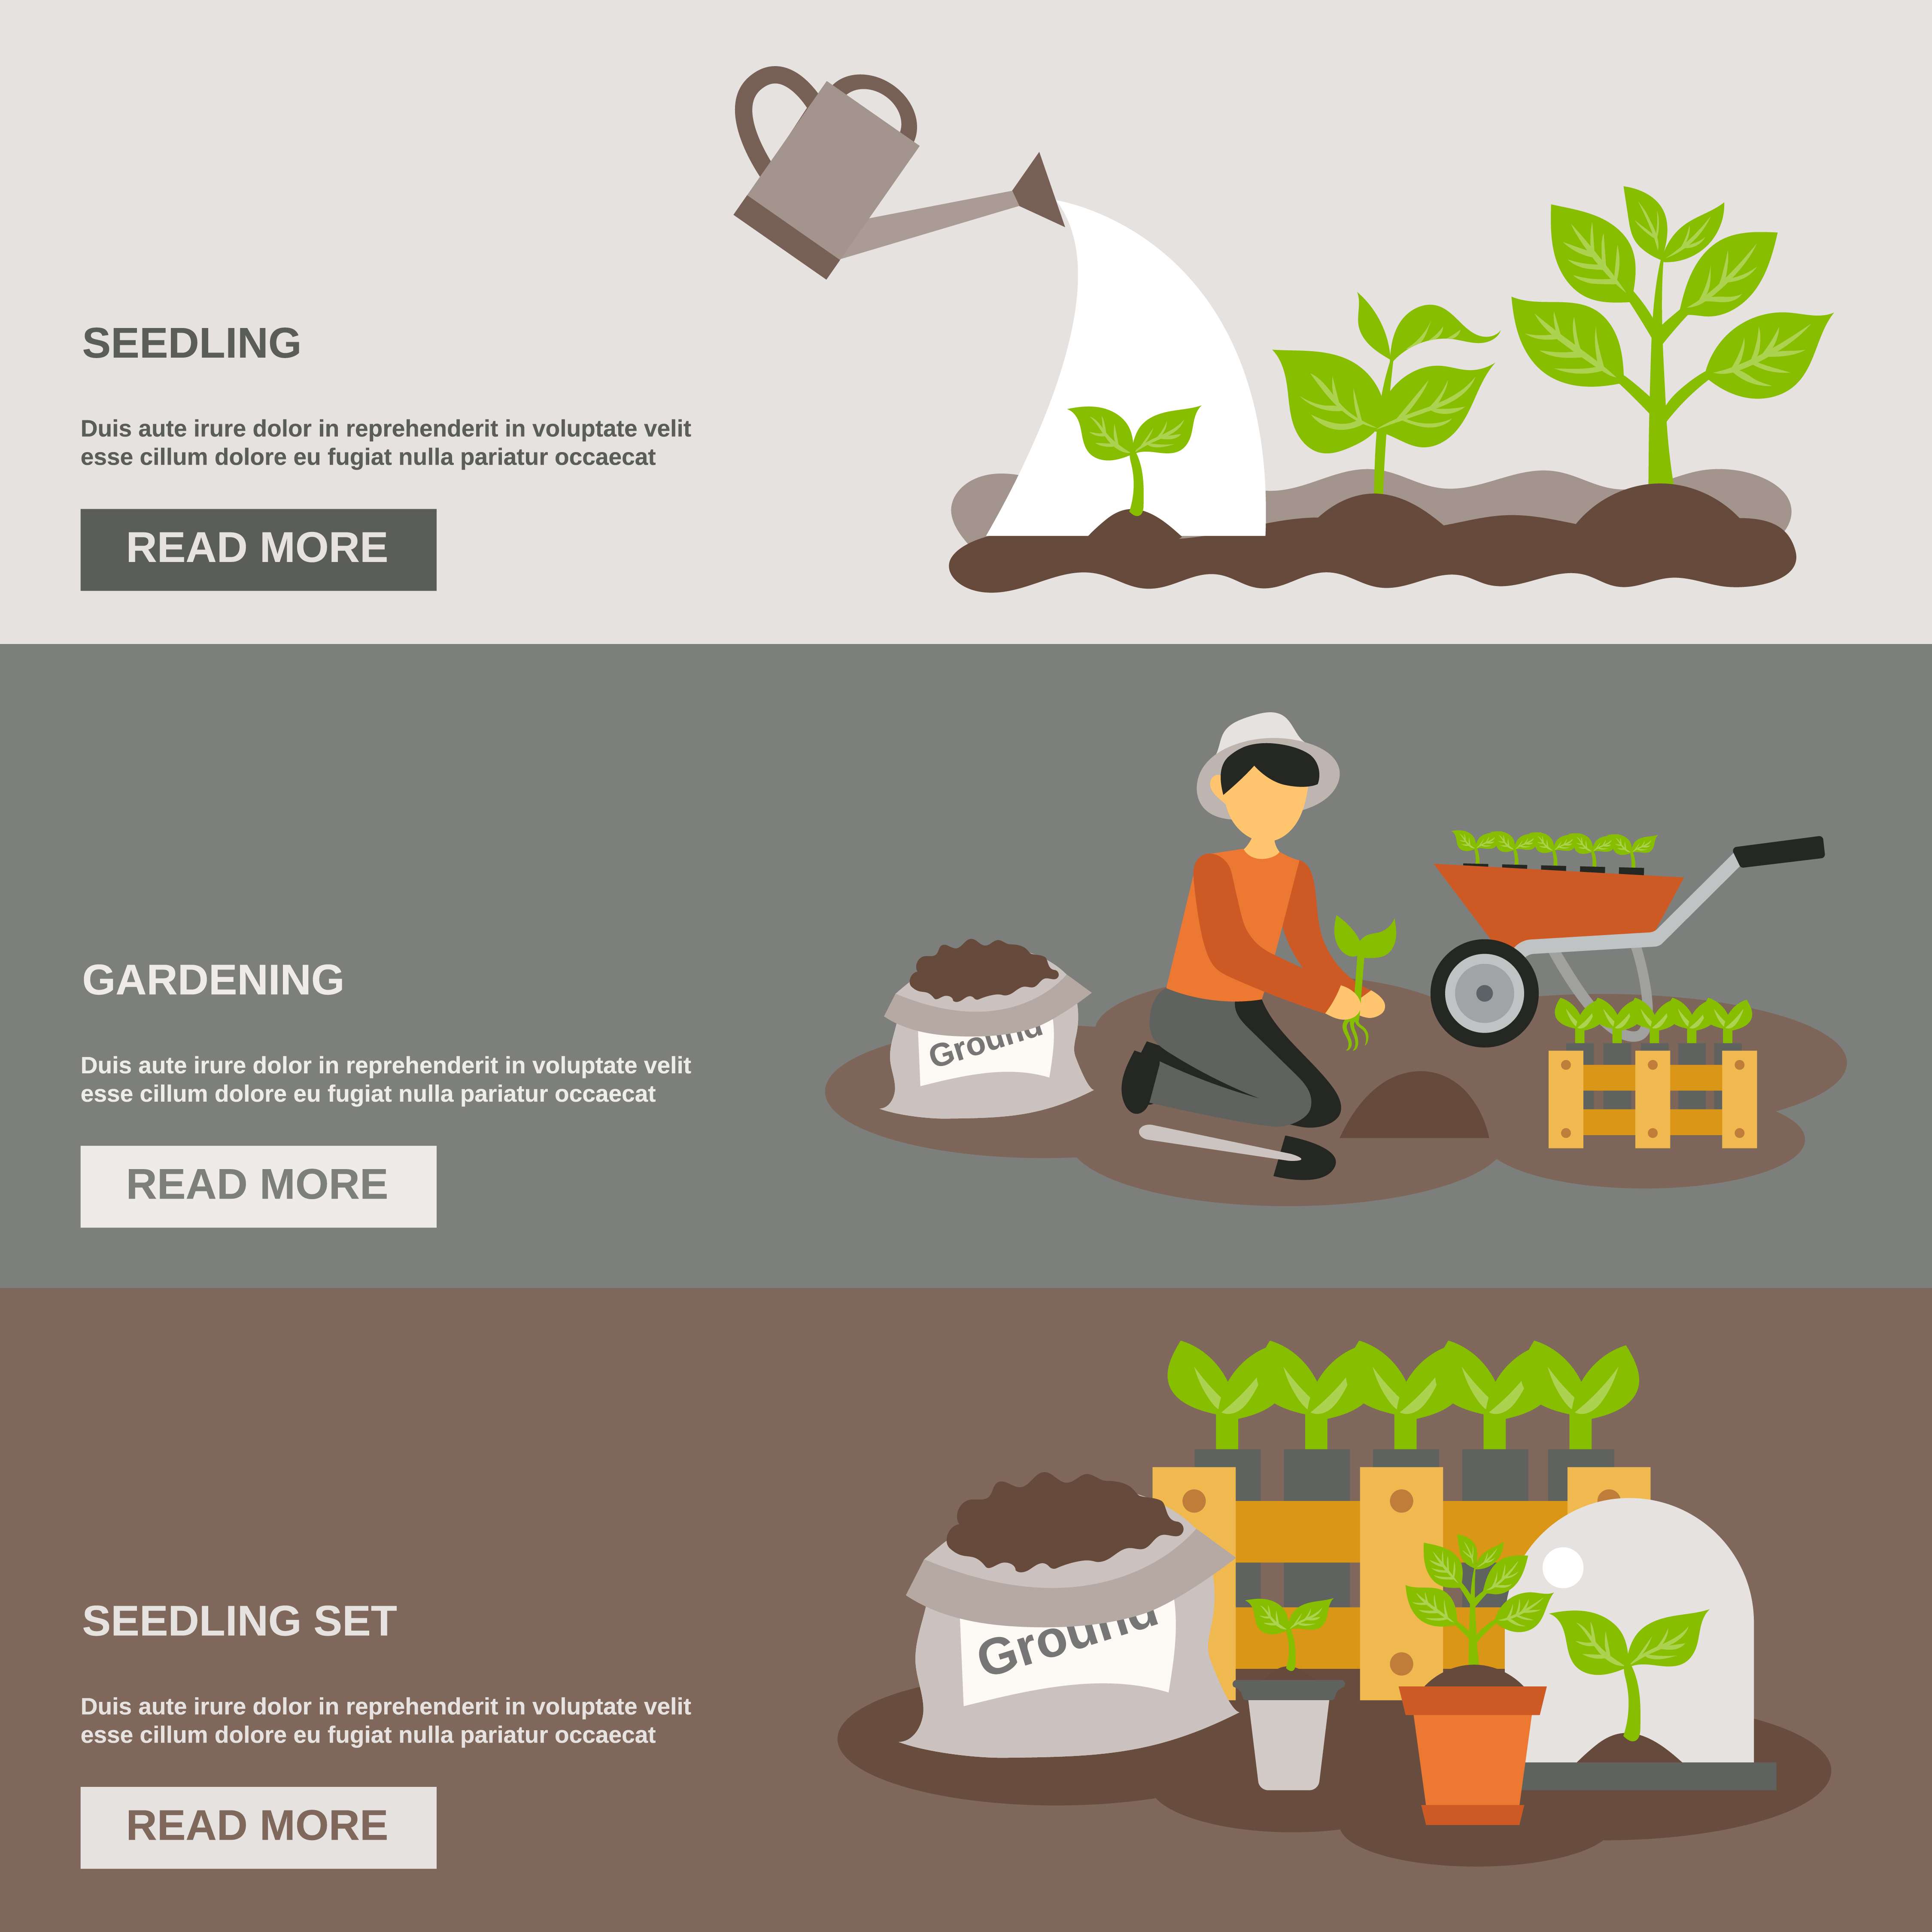 SEEDLING
Duis aute irure dolor in reprehenderit in voluptate velit
esse cillum dolore eu fugiat nulla pariatur occaecat
READ MORE
GARDENING
Duis aute irure dolor in reprehenderit in voluptate velit
esse cillum dolore eu fugiat nulla pariatur occaecat
READ MORE
Ground
SEEDLING SET
Duis aute irure dolor in reprehenderit in voluptate velit
esse cillum dolore eu fugiat nulla pariatur occaecat
READ MORE
Ground